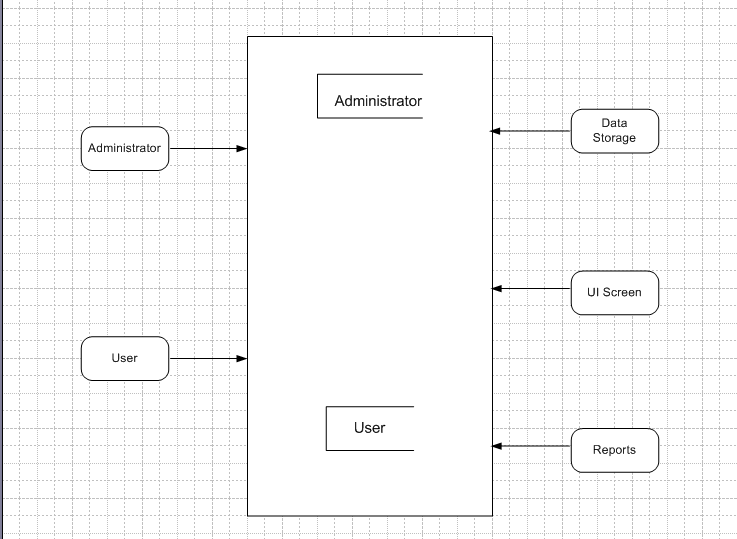 Administrator
Administrator
Data
Storage
UI Screen
User
User
Reports